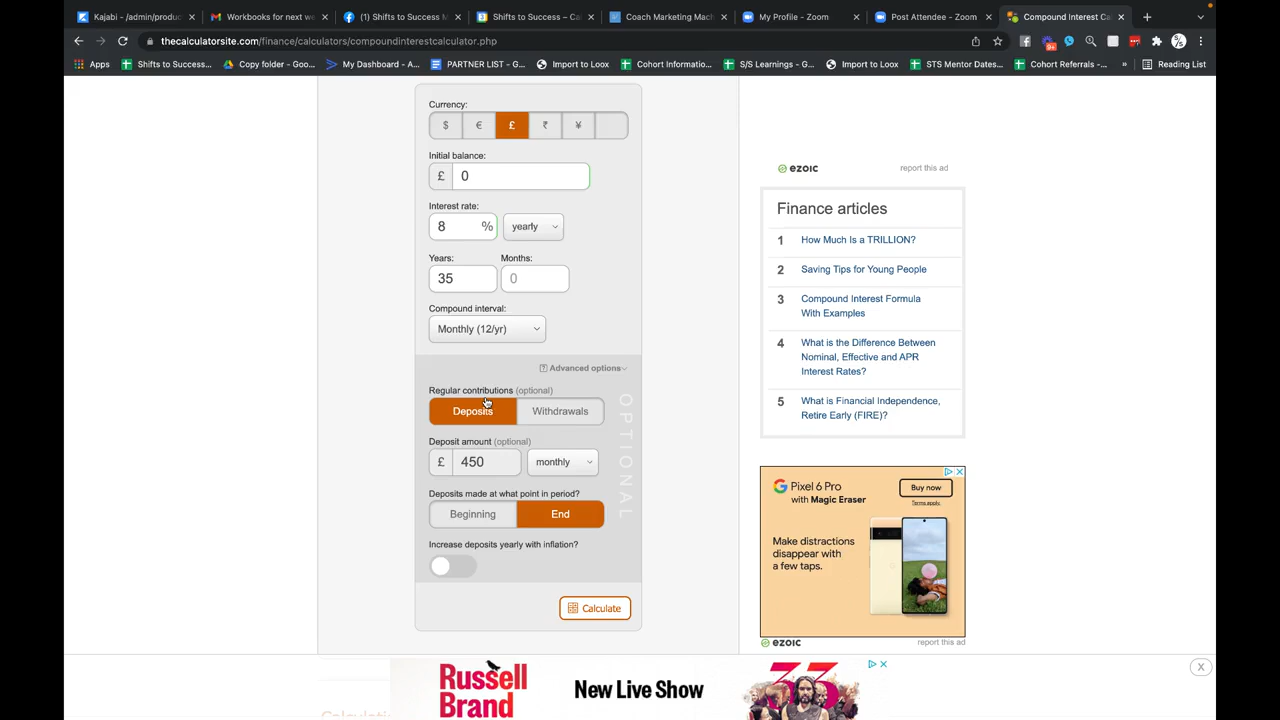 Kajabi - /admin/produc
Workbooks for next we
(1) Shifts to Success M
Shifts to Success – Cal
Coach Marketing Mach
My Profile - Zoom
Post Attendee - Zoom
Compound Interest Ca
thecalculatorsite.com/finance/calculators/compoundinterestcalculator.php
Apps
Shifts to Success...
Copy folder - Goo...
My Dashboard - A...
PARTNER LIST - G...
Import to Loox
Cohort Informatio...
S/S Learnings - G...
Import to Loox
STS Mentor Dates...
Cohort Referrals -...
»
Reading List
Currency:
$ € £ ₹ ¥
Initial balance:
£ 0
Interest rate:
8 % yearly
Years: Months:
35 0
Compound interval:
Monthly (12/yr)
Advanced options
Regular contributions (optional)
Deposits Withdrawals
Deposit amount (optional)
£ 450 monthly
Deposits made at what point in period?
Beginning End
Increase deposits yearly with inflation?
OPTIONAL
Calculate
ezoic report this ad
Finance articles
1 How Much Is a TRILLION?
2 Saving Tips for Young People
3 Compound Interest Formula
With Examples
4 What is the Difference Between
Nominal, Effective and APR
Interest Rates?
5 What is Financial Independence,
Retire Early (FIRE)?
G Pixel 6 Pro
with Magic Eraser
Buy now
Terms apply.
Make distractions
disappear with
a few taps.
ezoic report this ad
Russell
Brand
New Live Show
33
X